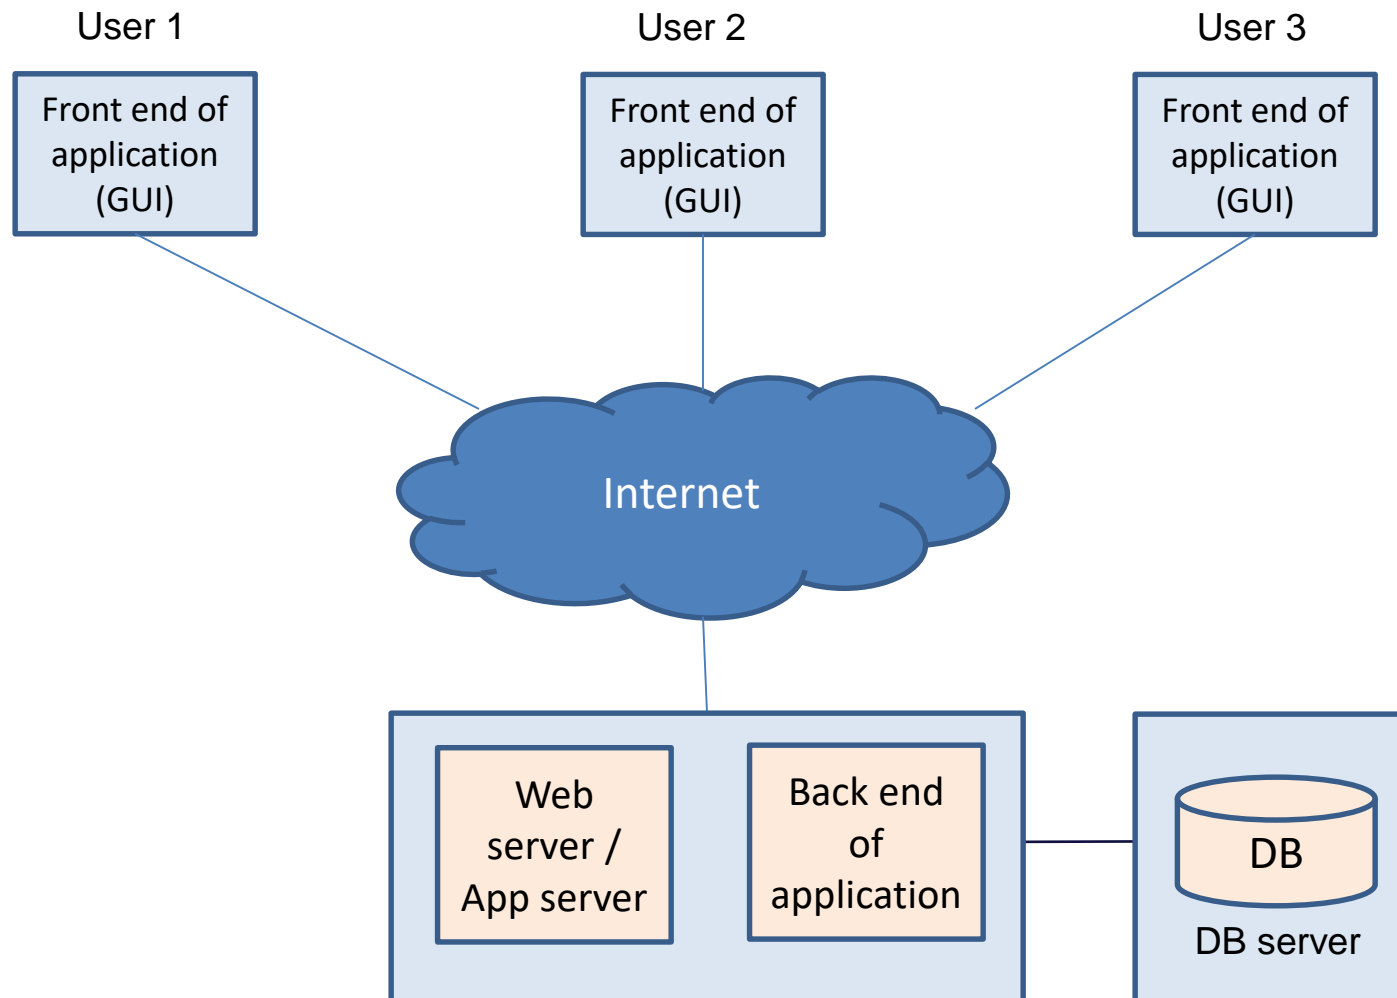 User 1
User 2
User 3
Front end of
application
(GUI)
Front end of
application
(GUI)
Front end of
application
(GUI)
Internet
Web
server /
App server
Back end
of
application
DB
DB server